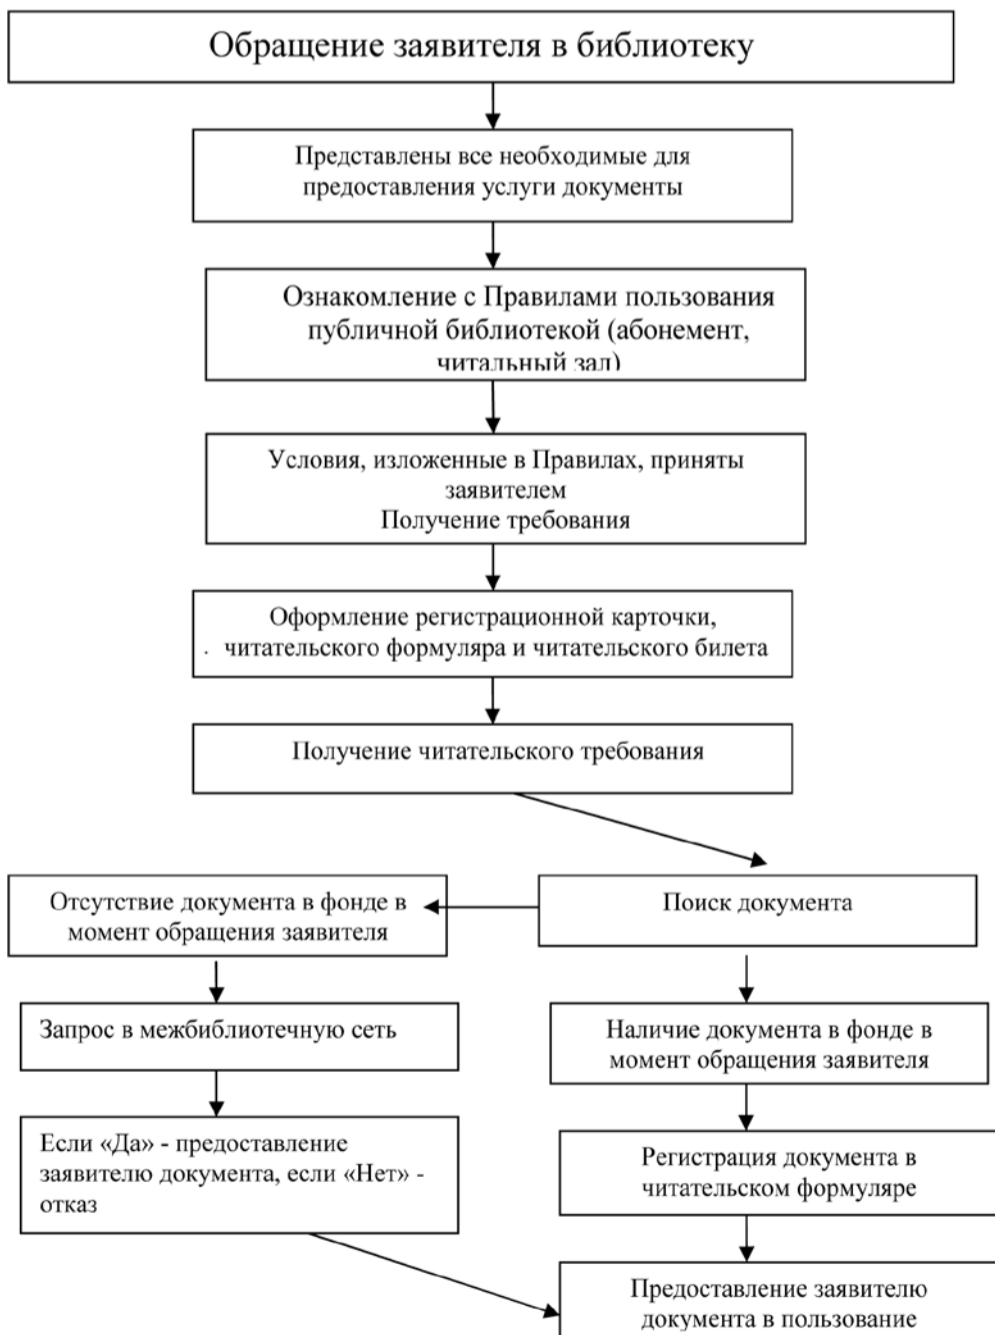 Обращение заявителя в библиотеку
Представлены все необходимые для
предоставления услуги документы
Ознакомление с Правилами пользования
публичной библиотекой (абонемент,
читальный зал)
Условия, изложенные в Правилах, приняты
заявителем
Получение требования
Оформление регистрационной карточки,
. читательского формуляра и читательского билета
Получение читательского требования
Отсутствие документа в фонде в
момент обращения заявителя
Поиск документа
Запрос в межбиблиотечную сеть
Наличие документа в фонде в
момент обращения заявителя
Если «Да» - предоставление
заявителю документа, если «Нет» -
отказ
Регистрация документа в
читательском формуляре
Предоставление заявителю
документа в пользование